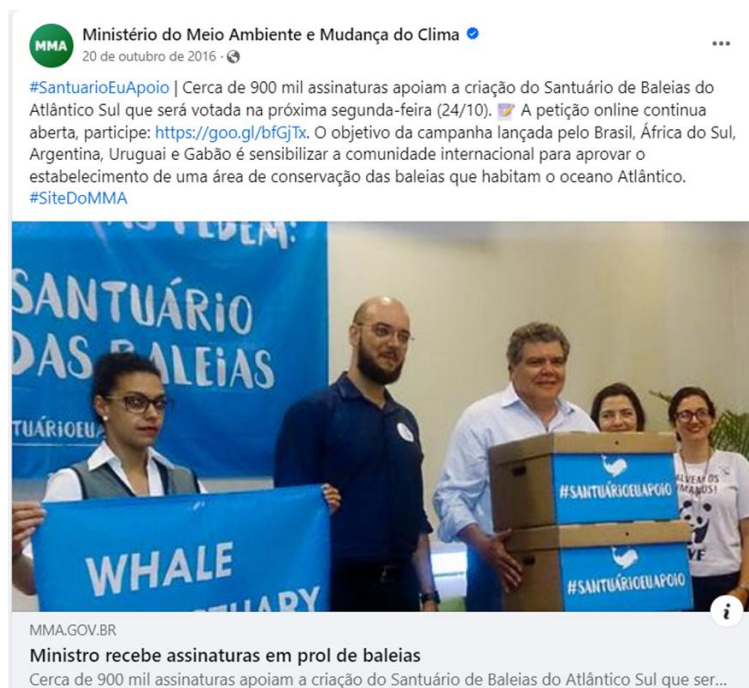 MMA
Ministério do Meio Ambiente e Mudança do Clima
20 de outubro de 2016 ·
#SantuarioEuApoio | Cerca de 900 mil assinaturas apoiam a criação do Santuário de Baleias do
Atlântico Sul que será votada na próxima segunda-feira (24/10). 📝 A petição online continua
aberta, participe: https://goo.gl/bfGjTx. O objetivo da campanha lançada pelo Brasil, África do Sul,
Argentina, Uruguai e Gabão é sensibilizar a comunidade internacional para aprovar o
estabelecimento de uma área de conservação das baleias que habitam o oceano Atlântico.
#SiteDoMMA
SANTUÁRIO
DAS BALEIAS
WHALE
#SANTUÁRIOEUAPOIO
#SANTUÁRIOEUAPOIO
MMA.GOV.BR
Ministro recebe assinaturas em prol de baleias
Cerca de 900 mil assinaturas apoiam a criação do Santuário de Baleias do Atlântico Sul que ser...